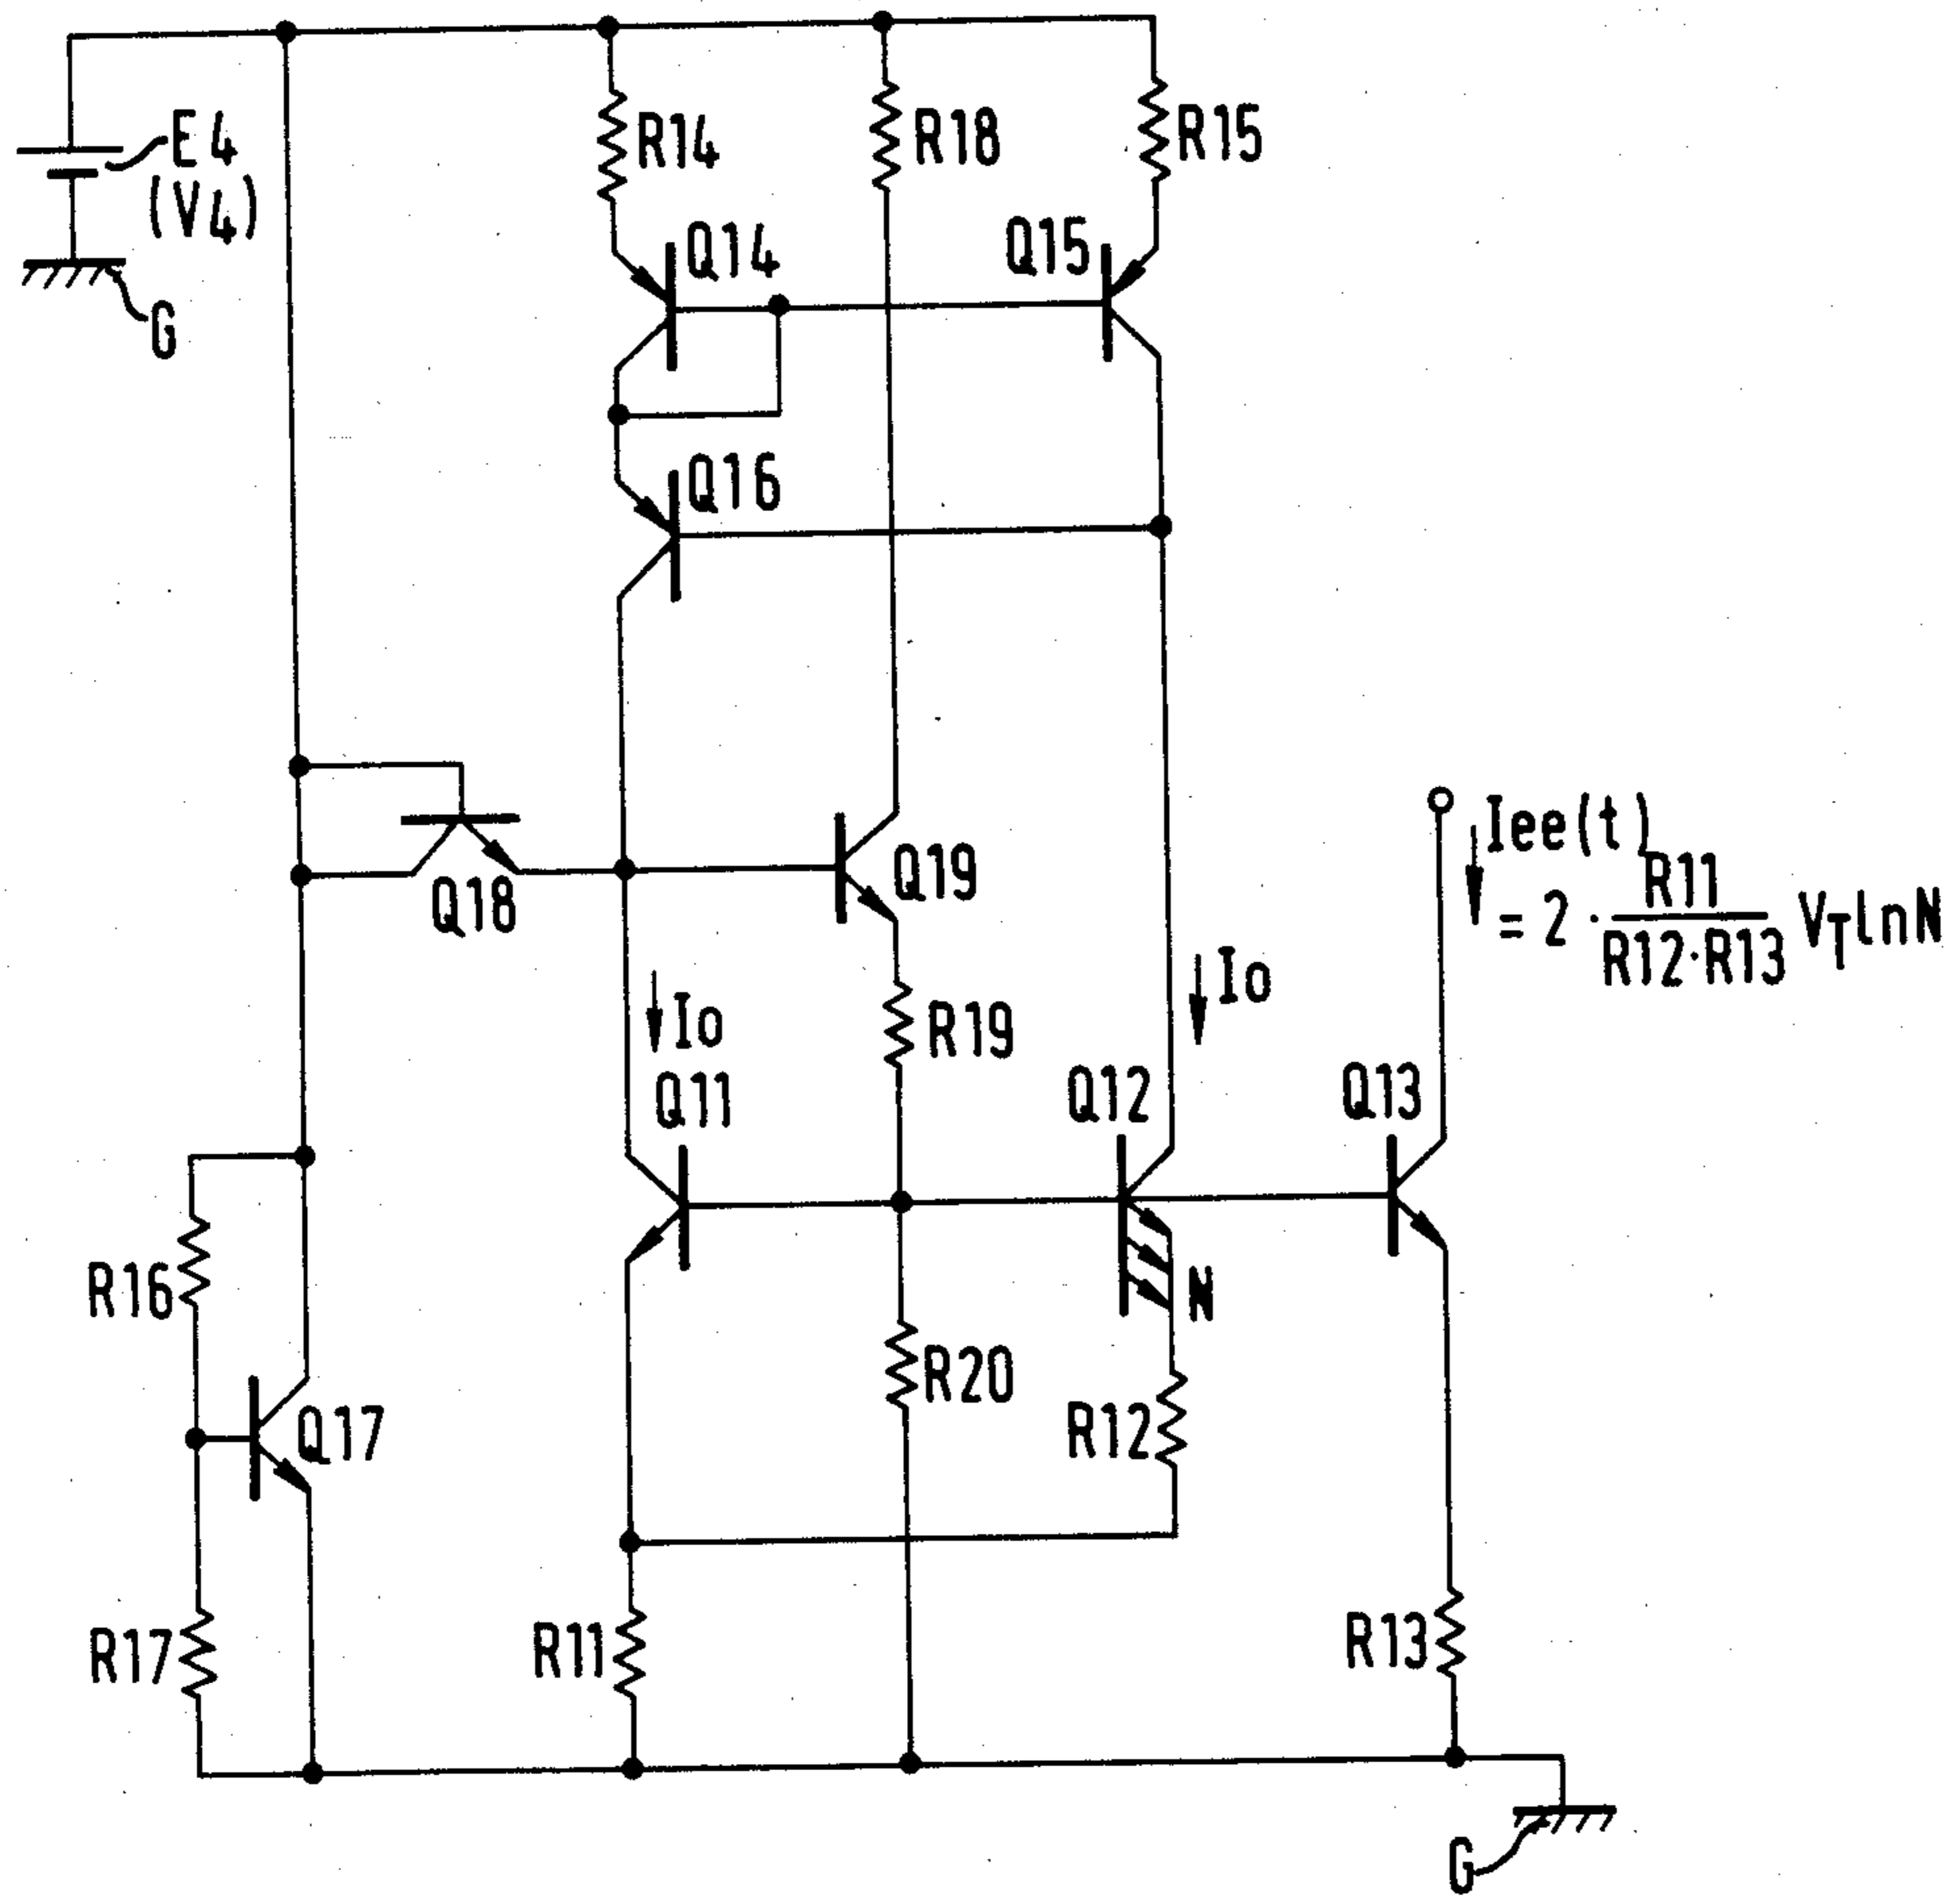 E4
(V4)
G
R14
R18
R15
Q14
Q15
Q16
Q18
Q19
Iee(t)
= 2 · R11 / R12·R13 VTlnN
Io
Io
R19
Q11
Q12
Q13
R16
N
R20
R12
Q17
R17
R11
R13
G